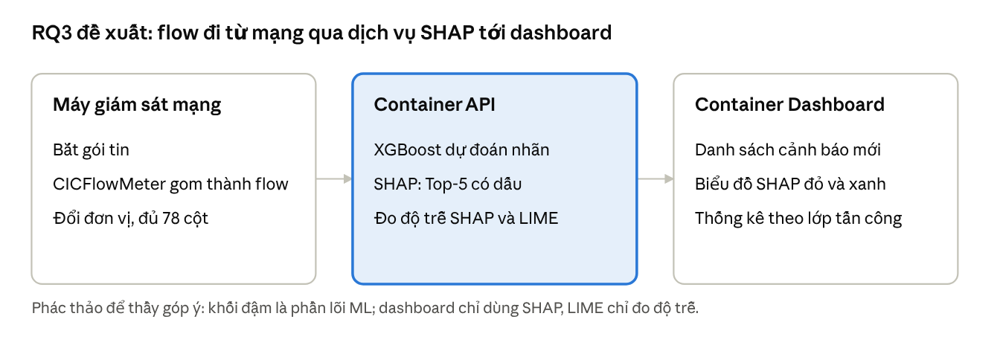 RQ3 đề xuất: flow đi từ mạng qua dịch vụ SHAP tới dashboard
Máy giám sát mạng
Bắt gói tin
CICFlowMeter gom thành flow
Đổi đơn vị, đủ 78 cột
Container API
XGBoost dự đoán nhãn
SHAP: Top-5 có dấu
Đo độ trễ SHAP và LIME
Container Dashboard
Danh sách cảnh báo mới
Biểu đồ SHAP đỏ và xanh
Thống kê theo lớp tấn công
Phác thảo để thầy góp ý: khối đậm là phần lõi ML; dashboard chỉ dùng SHAP, LIME chỉ đo độ trễ.